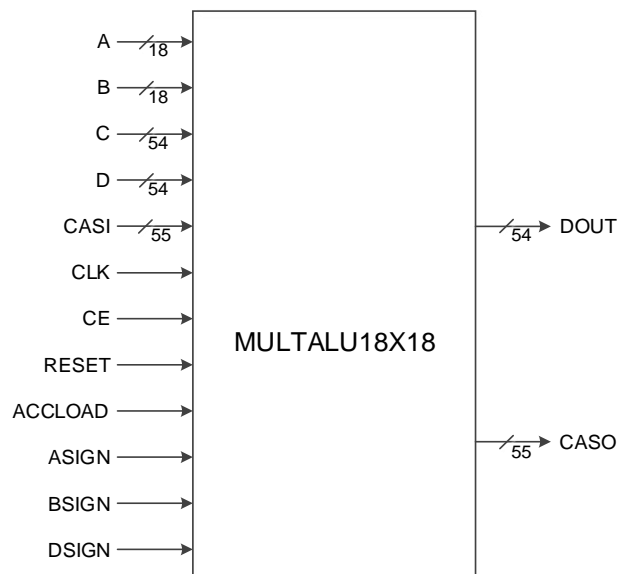 A
18
B
18
C
54
D
54
CASI
55
CLK
CE
RESET
ACCLOAD
ASIGN
BSIGN
DSIGN
MULTALU18X18
54
DOUT
55
CASO